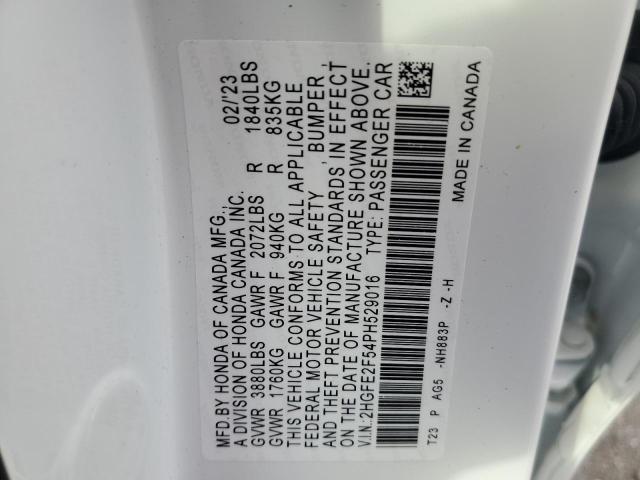 MFD.BY HONDA OF CANADA MFG., 02/'23
A DIVISION OF HONDA CANADA INC.
GVWR 3880LBS GAWR F 2072LBS R 1840LBS
GVWR 1760KG GAWR F 940KG R 835KG
THIS VEHICLE CONFORMS TO ALL APPLICABLE
FEDERAL MOTOR VEHICLE SAFETY , BUMPER ,
AND THEFT PREVENTION STANDARDS IN EFFECT
ON THE DATE OF MANUFACTURE SHOWN ABOVE.
V.I.N.: 2HGFE2F54PH529016 TYPE: PASSENGER CAR
T23 P AG5 -NH883P -Z -H MADE IN CANADA